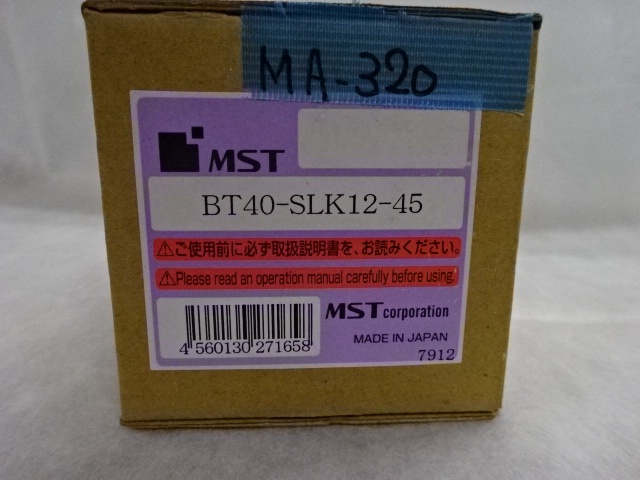 MA-320
MST
BT40-SLK12-45
⚠ご使用前に必ず取扱説明書を、お読みください。
⚠Please read an operation manual carefully before using.
4 560130 271658
MST corporation
MADE IN JAPAN
7912